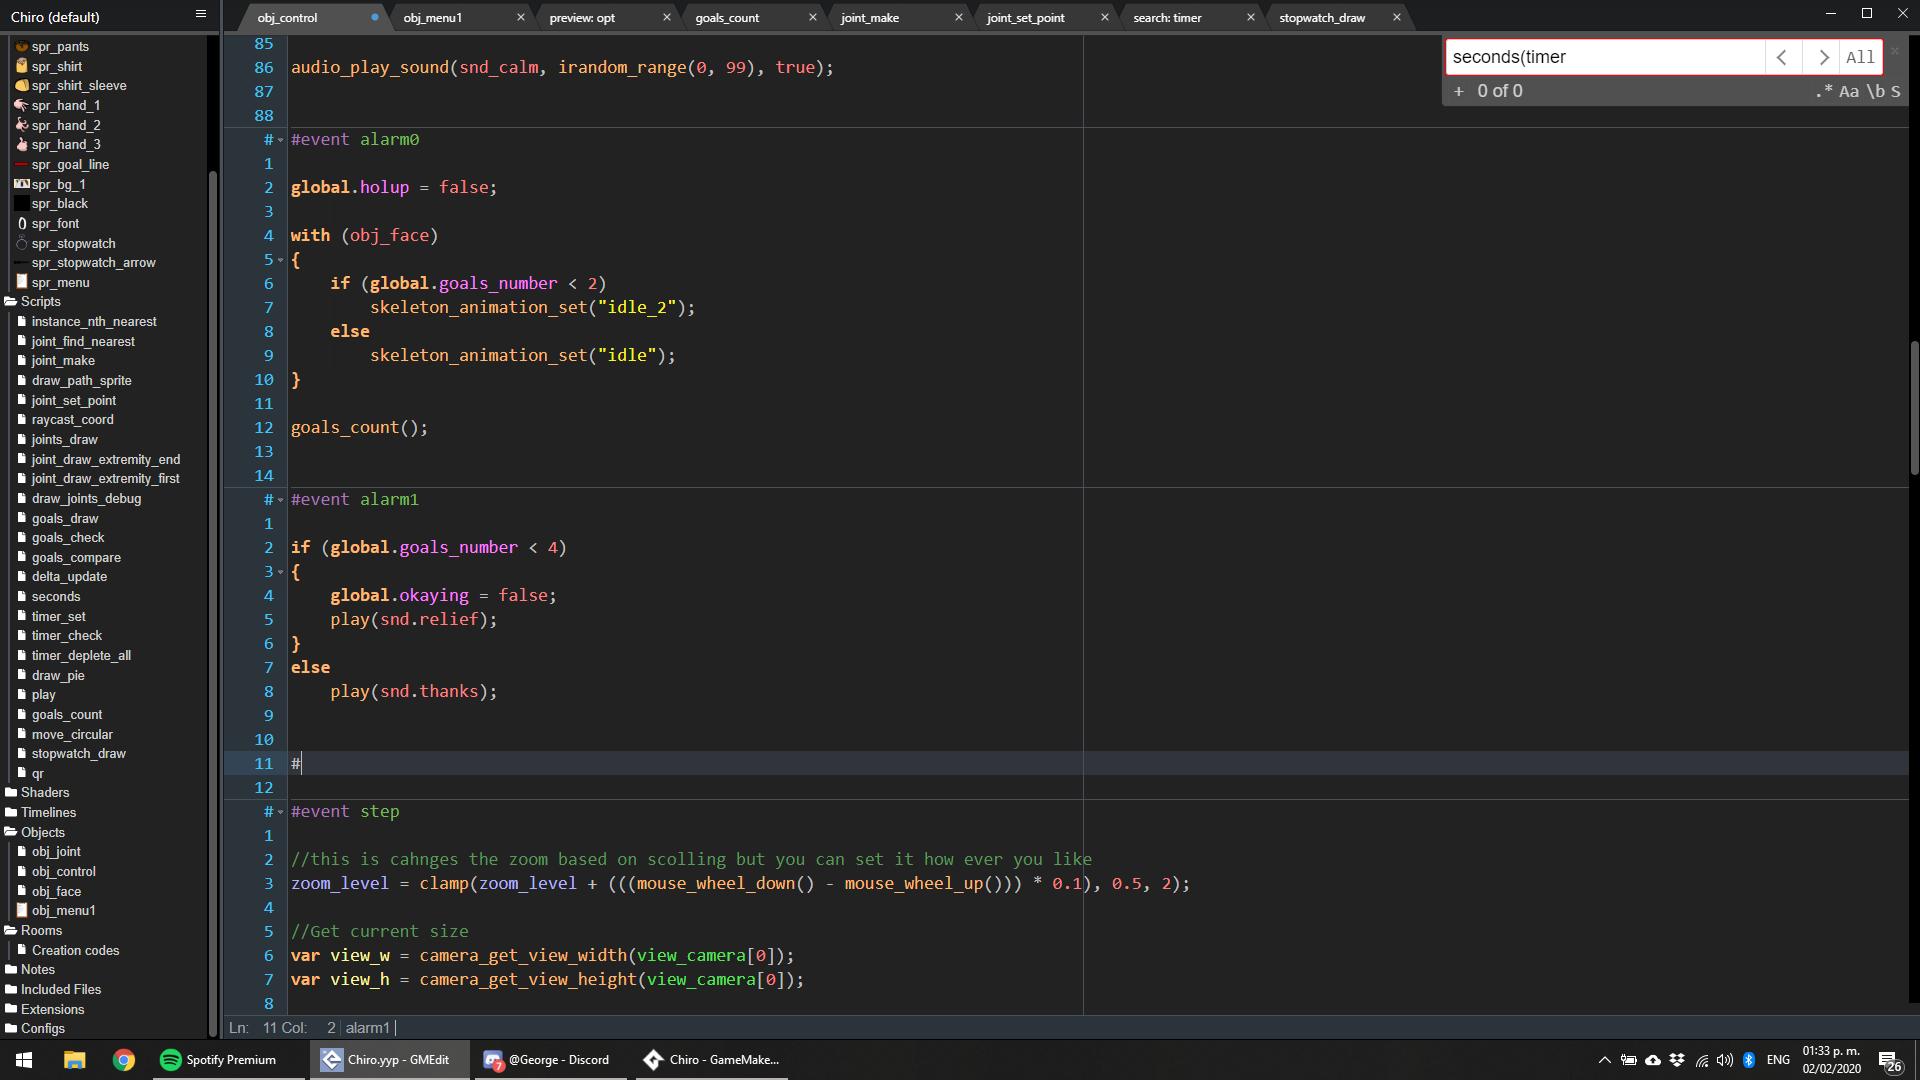 Chiro (default)
obj_control
obj_menu1
preview: opt
goals_count
joint_make
joint_set_point
search: timer
stopwatch_draw
spr_pants
spr_shirt
spr_shirt_sleeve
spr_hand_1
spr_hand_2
spr_hand_3
spr_goal_line
spr_bg_1
spr_black
spr_font
spr_stopwatch
spr_stopwatch_arrow
spr_menu
Scripts
instance_nth_nearest
joint_find_nearest
joint_make
draw_path_sprite
joint_set_point
raycast_coord
joints_draw
joint_draw_extremity_end
joint_draw_extremity_first
draw_joints_debug
goals_draw
goals_check
goals_compare
delta_update
seconds
timer_set
timer_check
timer_deplete_all
draw_pie
play
goals_count
move_circular
stopwatch_draw
qr
Shaders
Timelines
Objects
obj_joint
obj_control
obj_face
obj_menu1
Rooms
Creation codes
Notes
Included Files
Extensions
Configs
85
86 audio_play_sound(snd_calm, irandom_range(0, 99), true);
87
88
# #event alarm0
1
2 global.holup = false;
3
4 with (obj_face)
5 {
6 if (global.goals_number < 2)
7 skeleton_animation_set("idle_2");
8 else
9 skeleton_animation_set("idle");
10 }
11
12 goals_count();
13
14
# #event alarm1
1
2 if (global.goals_number < 4)
3 {
4 global.okaying = false;
5 play(snd.relief);
6 }
7 else
8 play(snd.thanks);
9
10
11 #
12
# #event step
1
2 //this is cahnges the zoom based on scolling but you can set it how ever you like
3 zoom_level = clamp(zoom_level + (((mouse_wheel_down() - mouse_wheel_up())) * 0.1), 0.5, 2);
4
5 //Get current size
6 var view_w = camera_get_view_width(view_camera[0]);
7 var view_h = camera_get_view_height(view_camera[0]);
8
seconds(timer
All
+ 0 of 0
.* Aa \b S
Ln: 11 Col: 2 alarm1
Spotify Premium
Chiro.yyp - GMEdit
7
@George - Discord
Chiro - GameMake...
ENG
01:33 p. m.
02/02/2020
26